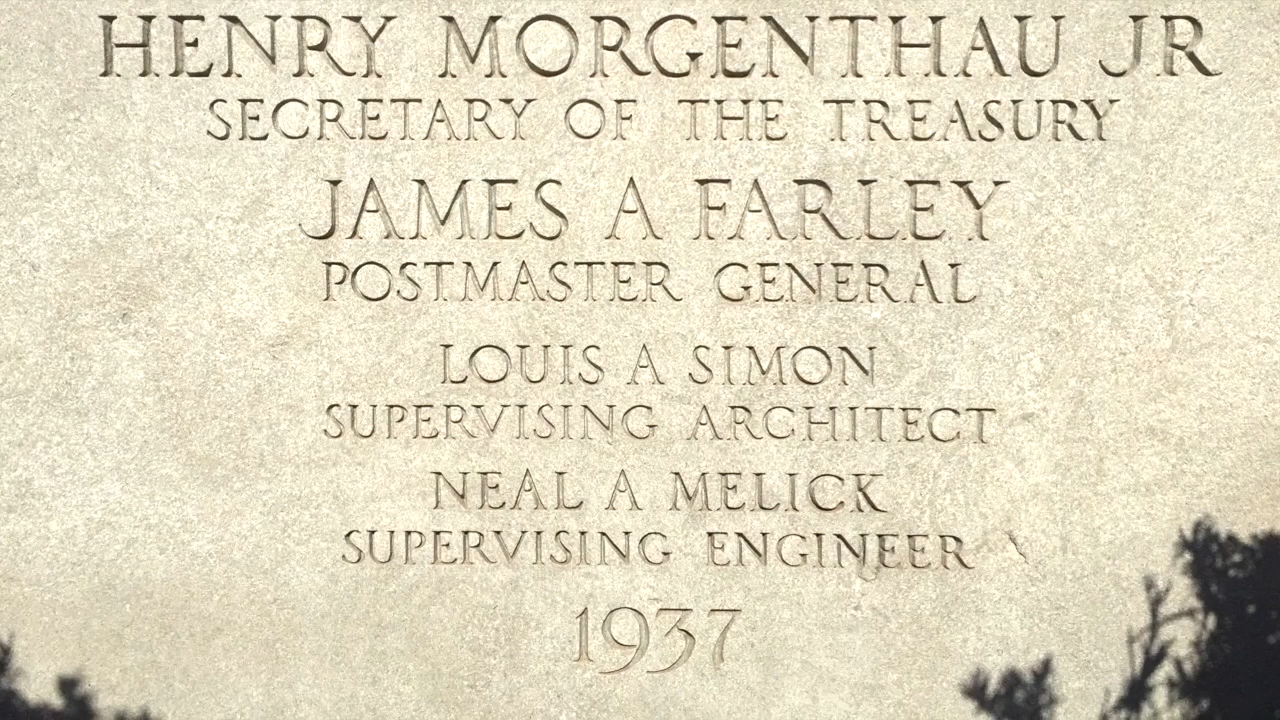 HENRY MORGENTHAU JR
SECRETARY OF THE TREASURY
JAMES A FARLEY
POSTMASTER GENERAL
LOUIS A SIMON
SUPERVISING ARCHITECT
NEAL A MELICK
SUPERVISING ENGINEER
1937